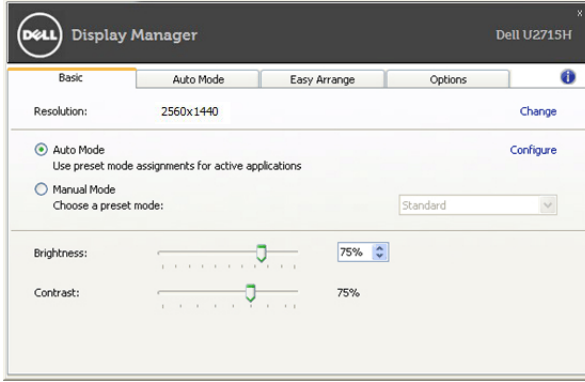 DELL Display Manager Dell U2715H
x
Basic Auto Mode Easy Arrange Options i
Resolution: 2560x1440 Change
Auto Mode Configure
Use preset mode assignments for active applications
Manual Mode
Choose a preset mode: Standard
Brightness: 75%
Contrast: 75%